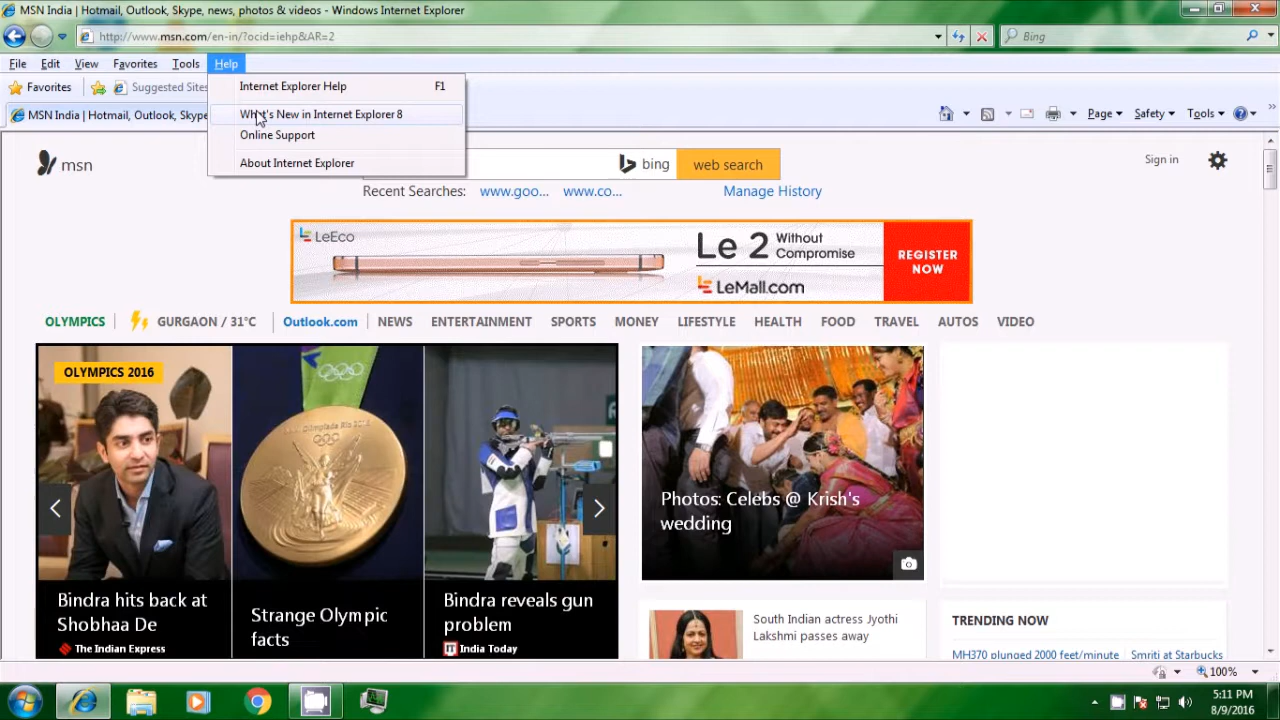 MSN India | Hotmail, Outlook, Skype, news, photos & videos - Windows Internet Explorer
http://www.msn.com/en-in/?ocid=iehp&AR=2
Bing
File Edit View Favorites Tools Help
Favorites Suggested Sites
Internet Explorer Help F1
What's New in Internet Explorer 8
Online Support
About Internet Explorer
MSN India | Hotmail, Outlook, Skype
Page Safety Tools
msn
bing web search
Sign in
Recent Searches: www.goo... www.co... Manage History
LeEco
Le 2 Without Compromise
LeMall.com
REGISTER NOW
OLYMPICS GURGAON / 31°C Outlook.com NEWS ENTERTAINMENT SPORTS MONEY LIFESTYLE HEALTH FOOD TRAVEL AUTOS VIDEO
OLYMPICS 2016
Bindra hits back at
Shobhaa De
The Indian Express
Strange Olympic
facts
Bindra reveals gun
problem
India Today
Photos: Celebs @ Krish's
wedding
South Indian actress Jyothi
Lakshmi passes away
TRENDING NOW
MH370 plunged 2000 feet/minute Smriti at Starbucks
100%
5:11 PM
8/9/2016